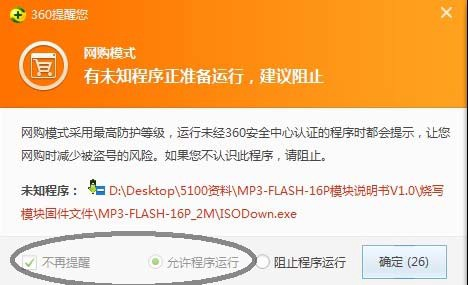 360提醒您
网购模式
有未知程序正准备运行，建议阻止
网购模式采用最高防护等级，运行未经360安全中心认证的程序时都会提示，让您
网购时减少被盗号的风险。如果您不认识此程序，请阻止。
未知程序： D:\Desktop\5100资料\MP3-FLASH-16P模块说明书V1.0\烧写
模块固件文件\MP3-FLASH-16P_2M\ISODown.exe
不再提醒 允许程序运行 阻止程序运行 确定 (26)